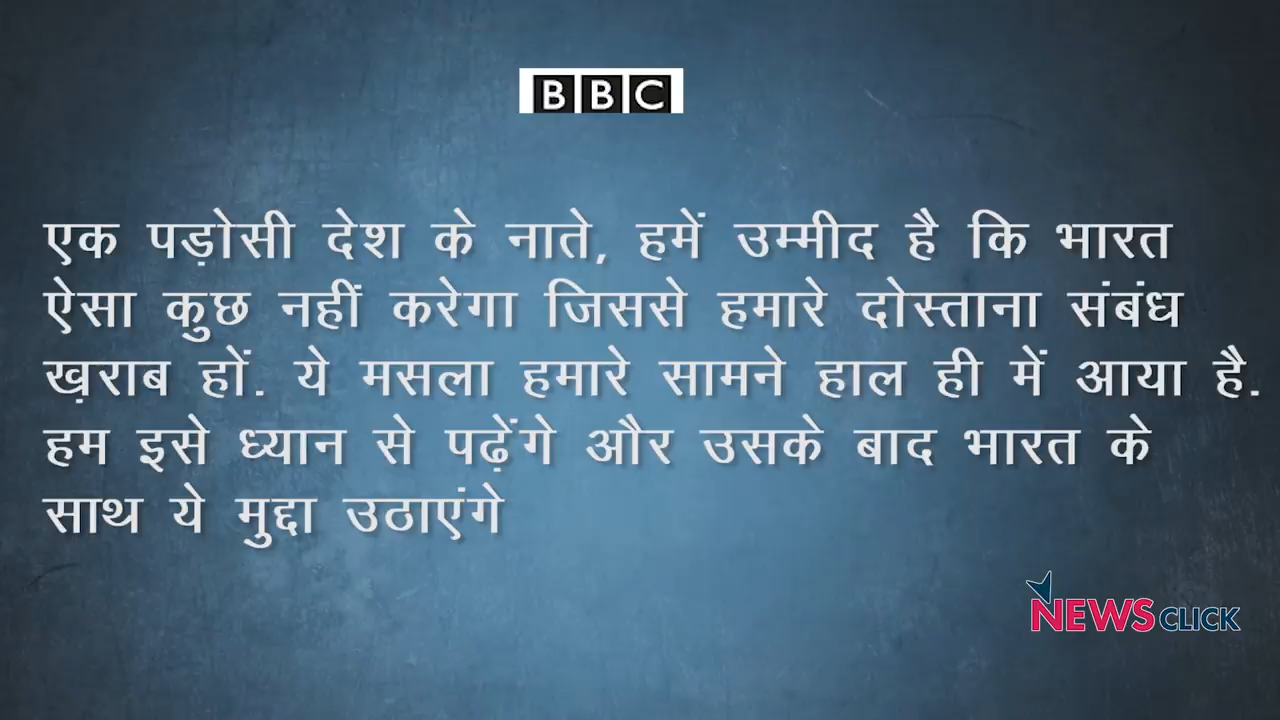 BBC
एक पड़ोसी देश के नाते, हमें उम्मीद है कि भारत
ऐसा कुछ नहीं करेगा जिससे हमारे दोस्ताना संबंध
ख़राब हों. ये मसला हमारे सामने हाल ही में आया है.
हम इसे ध्यान से पढ़ेंगे और उसके बाद भारत के
साथ ये मुद्दा उठाएंगे
NEWSCLICK